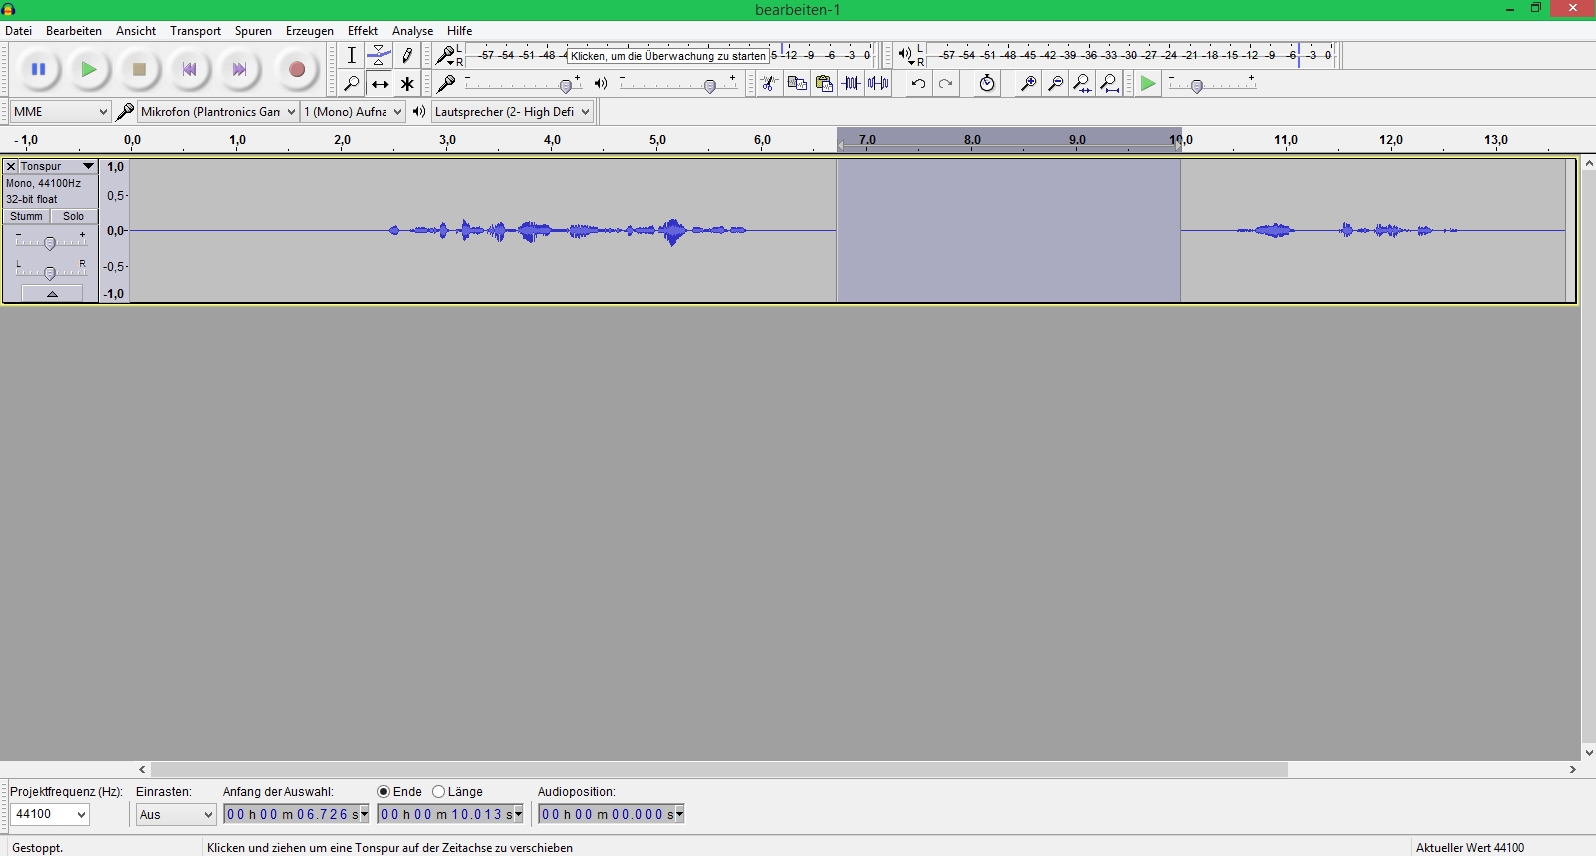 bearbeiten-1
Datei Bearbeiten Ansicht Transport Spuren Erzeugen Effekt Analyse Hilfe
L
R
-57 -54 -51 -48 -4
Klicken, um die Überwachung zu starten
5 -12 -9 -6 -3 0
L
R
-57 -54 -51 -48 -45 -42 -39 -36 -33 -30 -27 -24 -21 -18 -15 -12 -9 -6 -3 0
- + - + - +
MME Mikrofon (Plantronics Gan 1 (Mono) Aufna Lautsprecher (2- High Defi
-1,0 0,0 1,0 2,0 3,0 4,0 5,0 6,0 7,0 8,0 9,0 10,0 11,0 12,0 13,0
Tonspur
Mono, 44100Hz
32-bit float
Stumm Solo
- +
L R
1,0
0,5-
0,0-
-0,5-
-1,0
Projektfrequenz (Hz): Einrasten: Anfang der Auswahl: Ende Länge Audioposition:
44100 Aus 00 h 00 m 06.726 s 00 h 00 m 10.013 s 00 h 00 m 00.000 s
Gestoppt. Klicken und ziehen um eine Tonspur auf der Zeitachse zu verschieben Aktueller Wert 44100